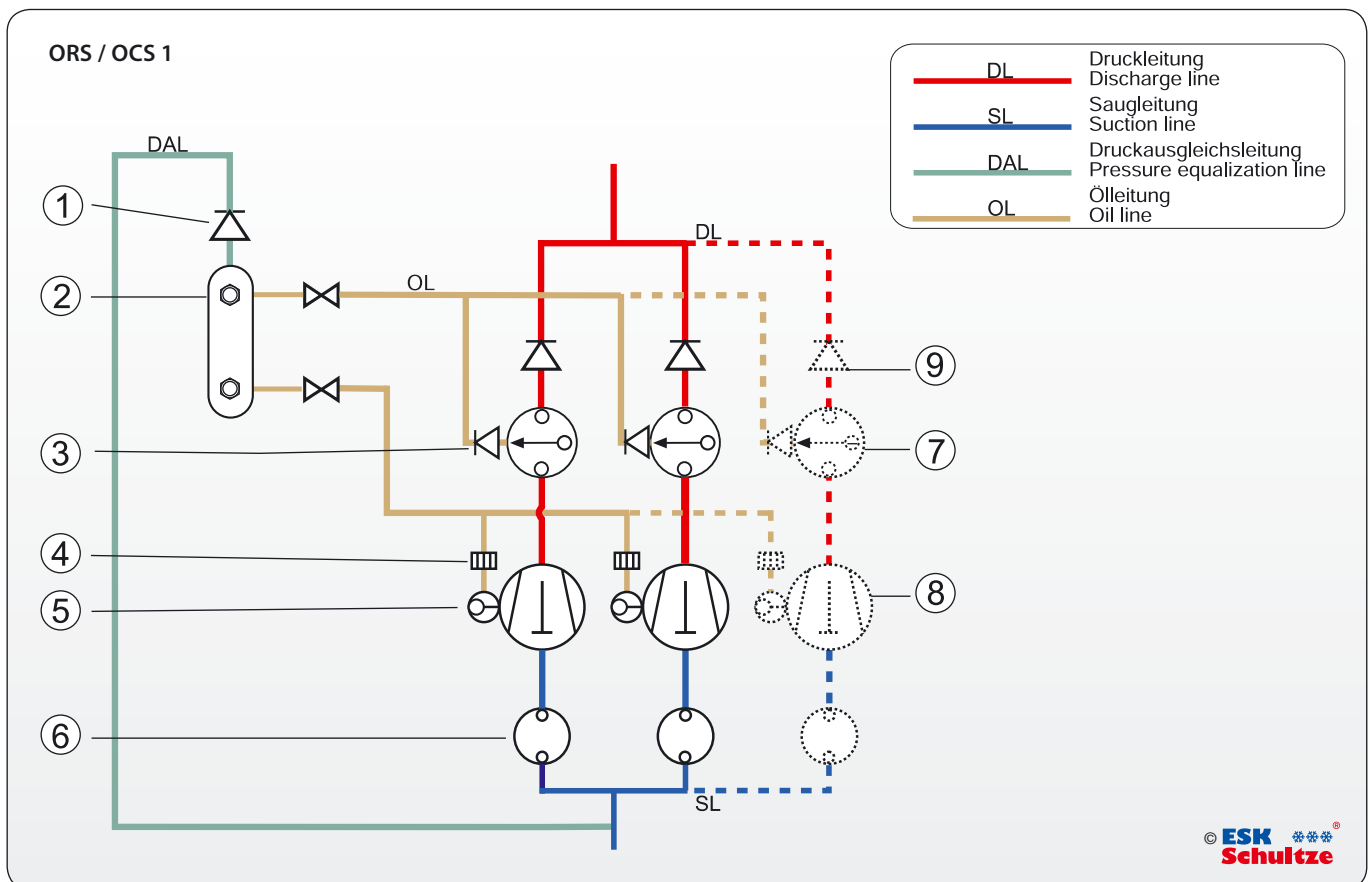 ORS / OCS 1
DL
Druckleitung
Discharge line
SL
Saugleitung
Suction line
DAL
Druckausgleichsleitung
Pressure equalization line
OL
Ölleitung
Oil line
DAL
1
DL
2
OL
9
3
7
4
5
8
6
SL
© ESK ®
Schultze